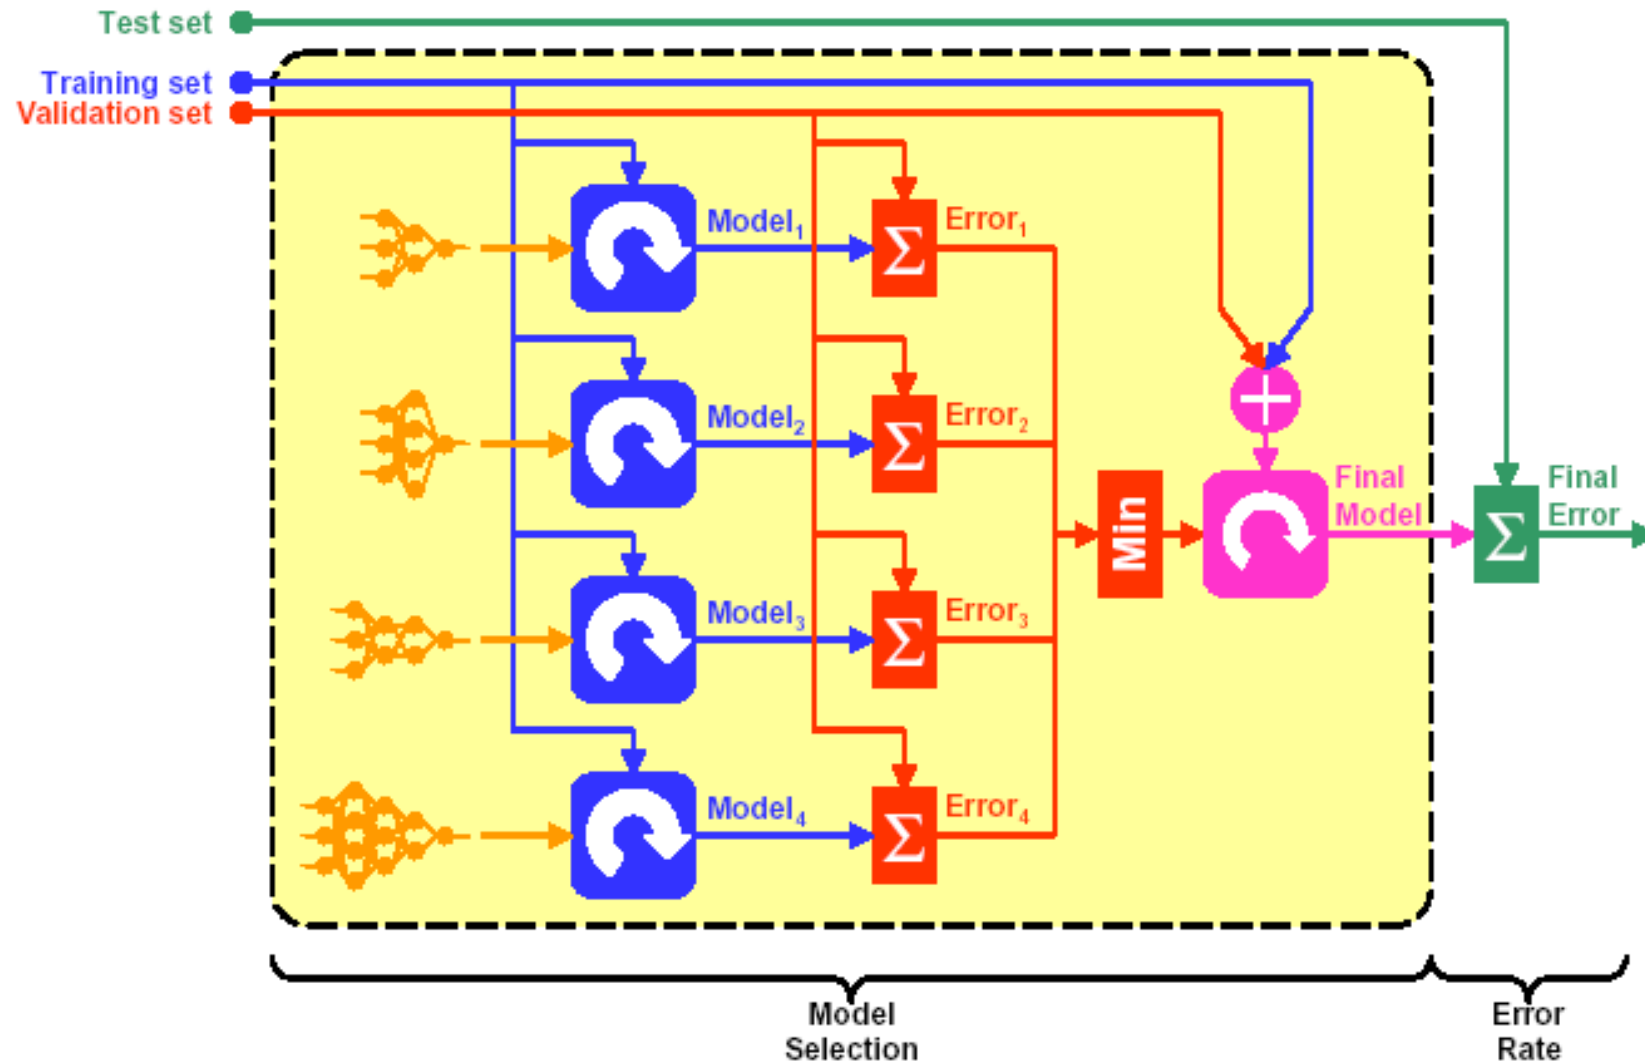 Test set
Training set
Validation set
Model₁
Σ
Error₁
Model₂
Σ
Error₂
Min
Final
Model
Σ
Final
Error
Model₃
Σ
Error₃
Model₄
Σ
Error₄
Model
Selection
Error
Rate